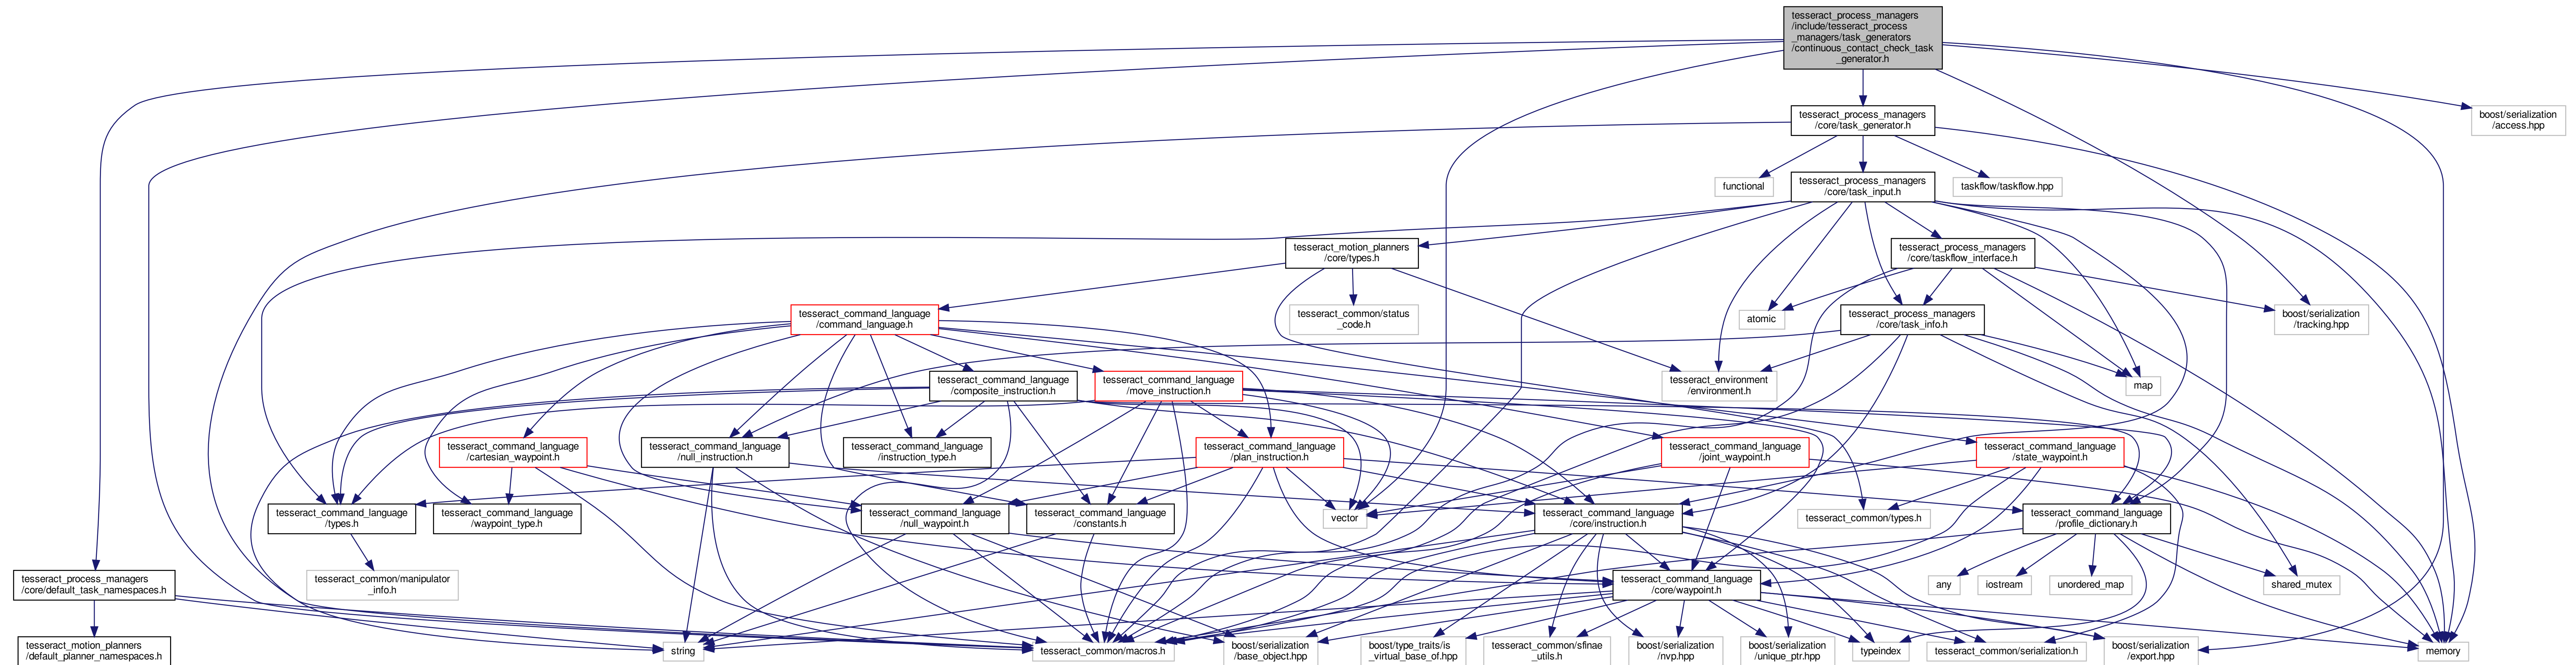 tesseract_process_managers
/include/tesseract_process
_managers/task_generators
/continuous_contact_check_task
_generator.h
tesseract_process_managers
/core/task_generator.h
boost/serialization
/access.hpp
functional
tesseract_process_managers
/core/task_input.h
taskflow/taskflow.hpp
tesseract_motion_planners
/core/types.h
tesseract_process_managers
/core/taskflow_interface.h
tesseract_command_language
/command_language.h
tesseract_common/status
_code.h
atomic
tesseract_process_managers
/core/task_info.h
boost/serialization
/tracking.hpp
tesseract_command_language
/composite_instruction.h
tesseract_command_language
/move_instruction.h
tesseract_environment
/environment.h
map
tesseract_command_language
/cartesian_waypoint.h
tesseract_command_language
/null_instruction.h
tesseract_command_language
/instruction_type.h
tesseract_command_language
/plan_instruction.h
tesseract_command_language
/joint_waypoint.h
tesseract_command_language
/state_waypoint.h
tesseract_command_language
/types.h
tesseract_command_language
/waypoint_type.h
tesseract_command_language
/null_waypoint.h
tesseract_command_language
/constants.h
vector
tesseract_command_language
/core/instruction.h
tesseract_common/types.h
tesseract_command_language
/profile_dictionary.h
tesseract_process_managers
/core/default_task_namespaces.h
tesseract_common/manipulator
_info.h
tesseract_command_language
/core/waypoint.h
any
iostream
unordered_map
shared_mutex
tesseract_motion_planners
/default_planner_namespaces.h
string
tesseract_common/macros.h
boost/serialization
/base_object.hpp
boost/type_traits/is
_virtual_base_of.hpp
tesseract_common/sfinae
_utils.h
boost/serialization
/nvp.hpp
boost/serialization
/unique_ptr.hpp
typeindex
tesseract_common/serialization.h
boost/serialization
/export.hpp
memory